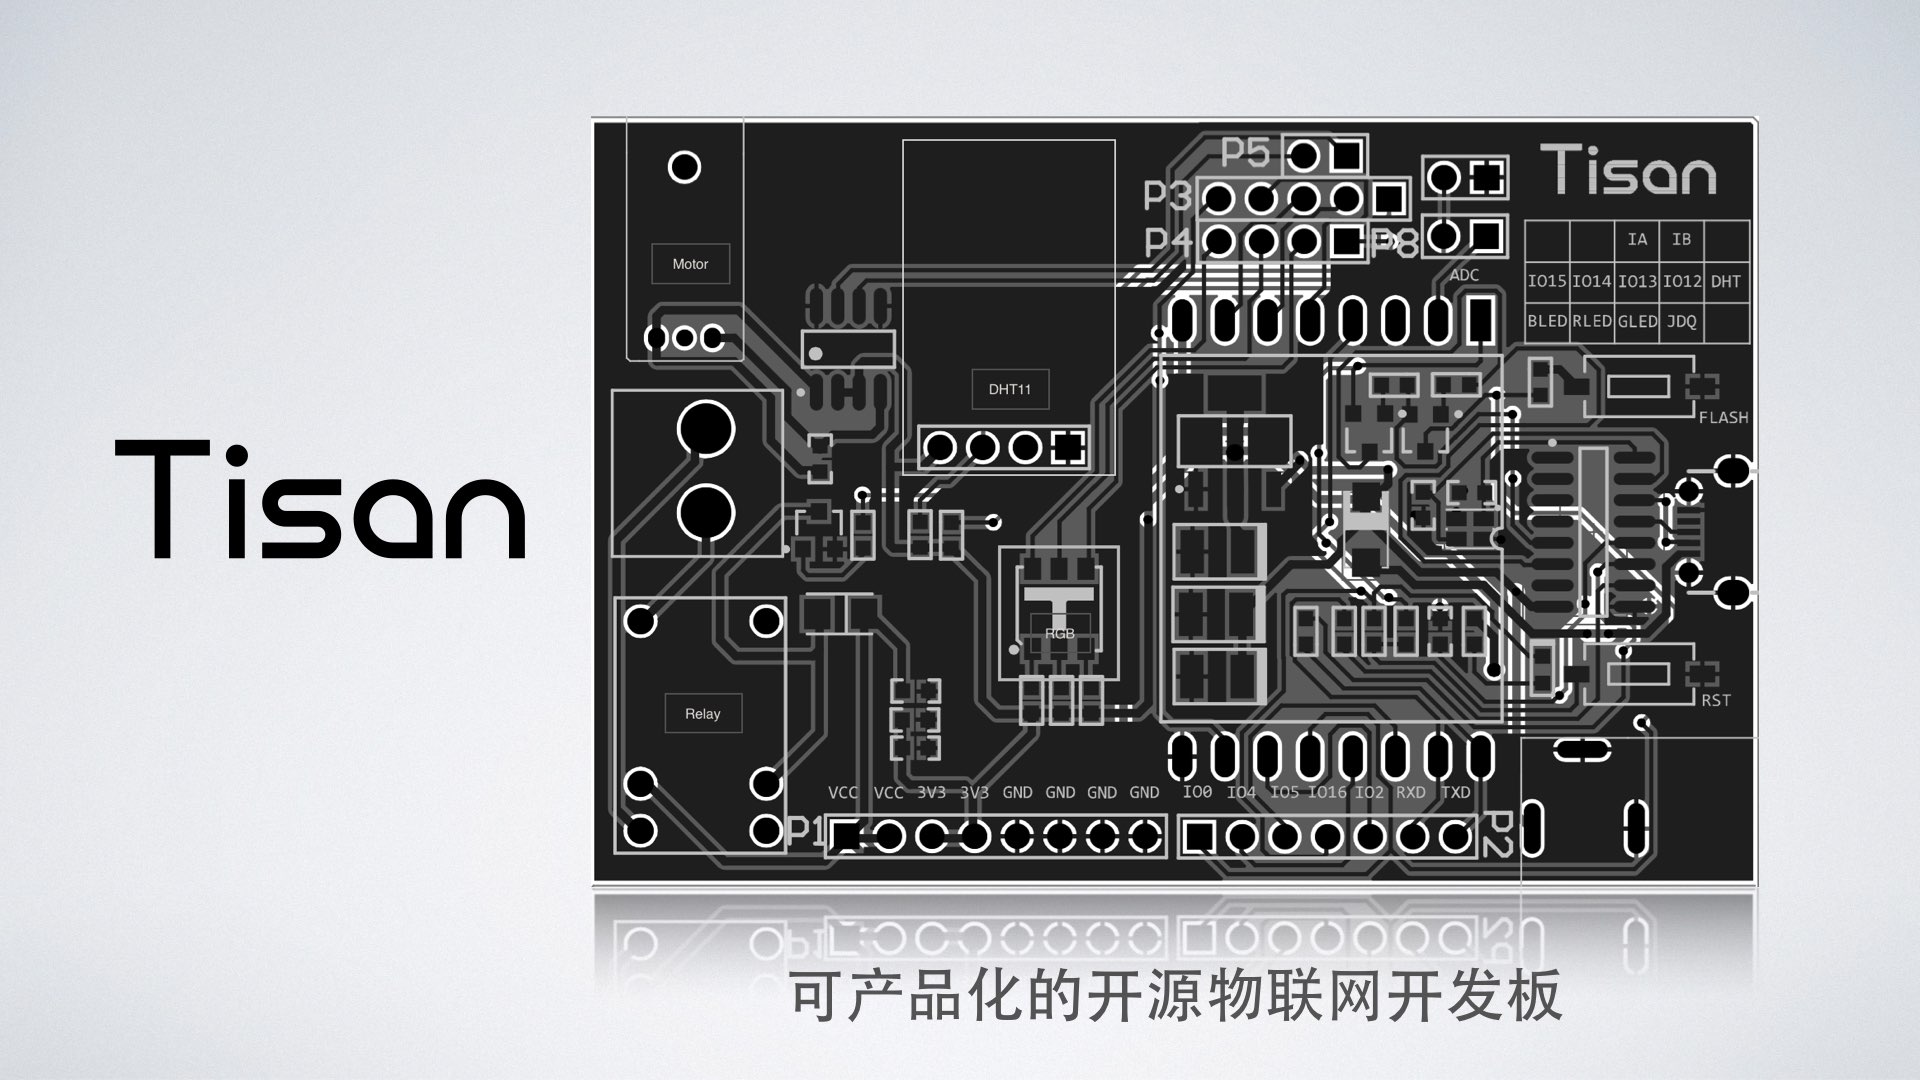 Tisan
P5
Tisan
P3
P4
P8
IA IB
ADC
IO15 IO14 IO13 IO12 DHT
BLED RLED GLED JDQ
Motor
DHT11
FLASH
RGB
Relay
RST
VCC VCC 3V3 3V3 GND GND GND GND IO0 IO4 IO5 IO16 IO2 RXD TXD
P1
P2
可产品化的开源物联网开发板